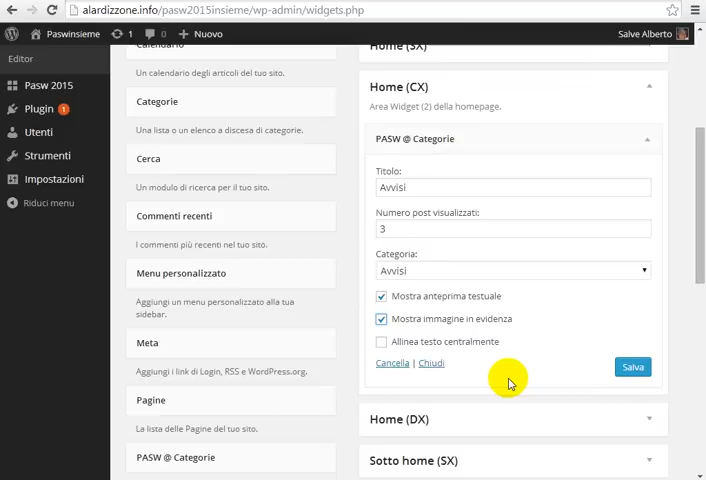 alardizzone.info/pasw2015insieme/wp-admin/widgets.php
Paswinsieme 1 0 Nuovo Salve Alberto
Editor
Pasw 2015
Plugin 1
Utenti
Strumenti
Impostazioni
Riduci menu
Calendario
Un calendario degli articoli del tuo sito.
Categorie
Una lista o un elenco a discesa di categorie.
Cerca
Un modulo di ricerca per il tuo sito.
Commenti recenti
I commenti più recenti nel tuo sito.
Menu personalizzato
Aggiungi un menu personalizzato alla tua
sidebar.
Meta
Aggiungi i link di Login, RSS e WordPress.org.
Pagine
La lista delle Pagine del tuo sito.
PASW @ Categorie
Home (SX)
Home (CX)
Area Widget (2) della homepage.
PASW @ Categorie
Titolo:
Avvisi
Numero post visualizzati:
3
Categoria:
Avvisi
Mostra anteprima testuale
Mostra immagine in evidenza
Allinea testo centralmente
Cancella | Chiudi
Salva
Home (DX)
Sotto home (SX)